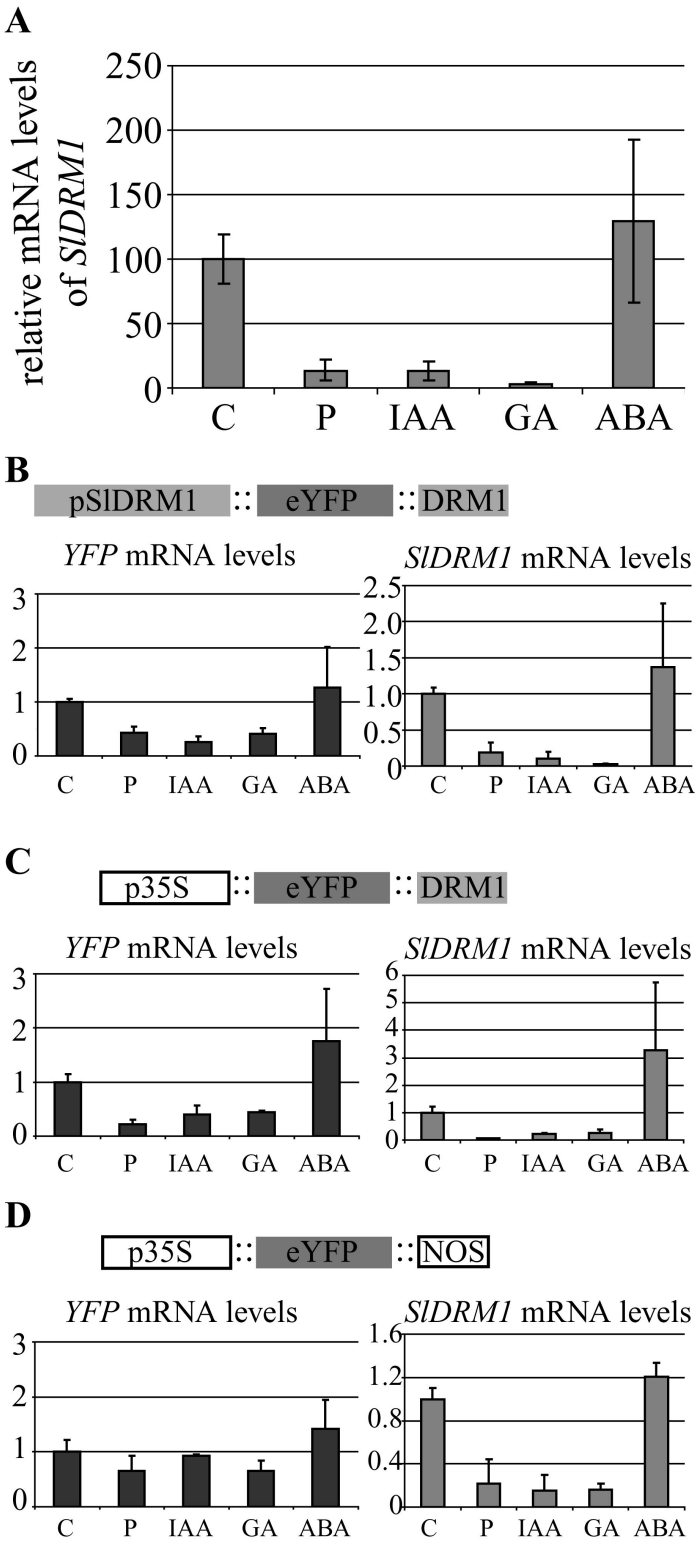 A
relative mRNA levels
of SlDRM1
250
200
150
100
50
0
C P IAA GA ABA
B
pSlDRM1 :: eYFP :: DRM1
YFP mRNA levels
3
2
1
0
C P IAA GA ABA
SlDRM1 mRNA levels
2.5
2.0
1.5
1.0
0.5
0
C P IAA GA ABA
C
p35S :: eYFP :: DRM1
YFP mRNA levels
3
2
1
0
C P IAA GA ABA
SlDRM1 mRNA levels
6
5
4
3
2
1
0
C P IAA GA ABA
D
p35S :: eYFP :: NOS
YFP mRNA levels
3
2
1
0
C P IAA GA ABA
SlDRM1 mRNA levels
1.6
1.2
0.8
0.4
0
C P IAA GA ABA